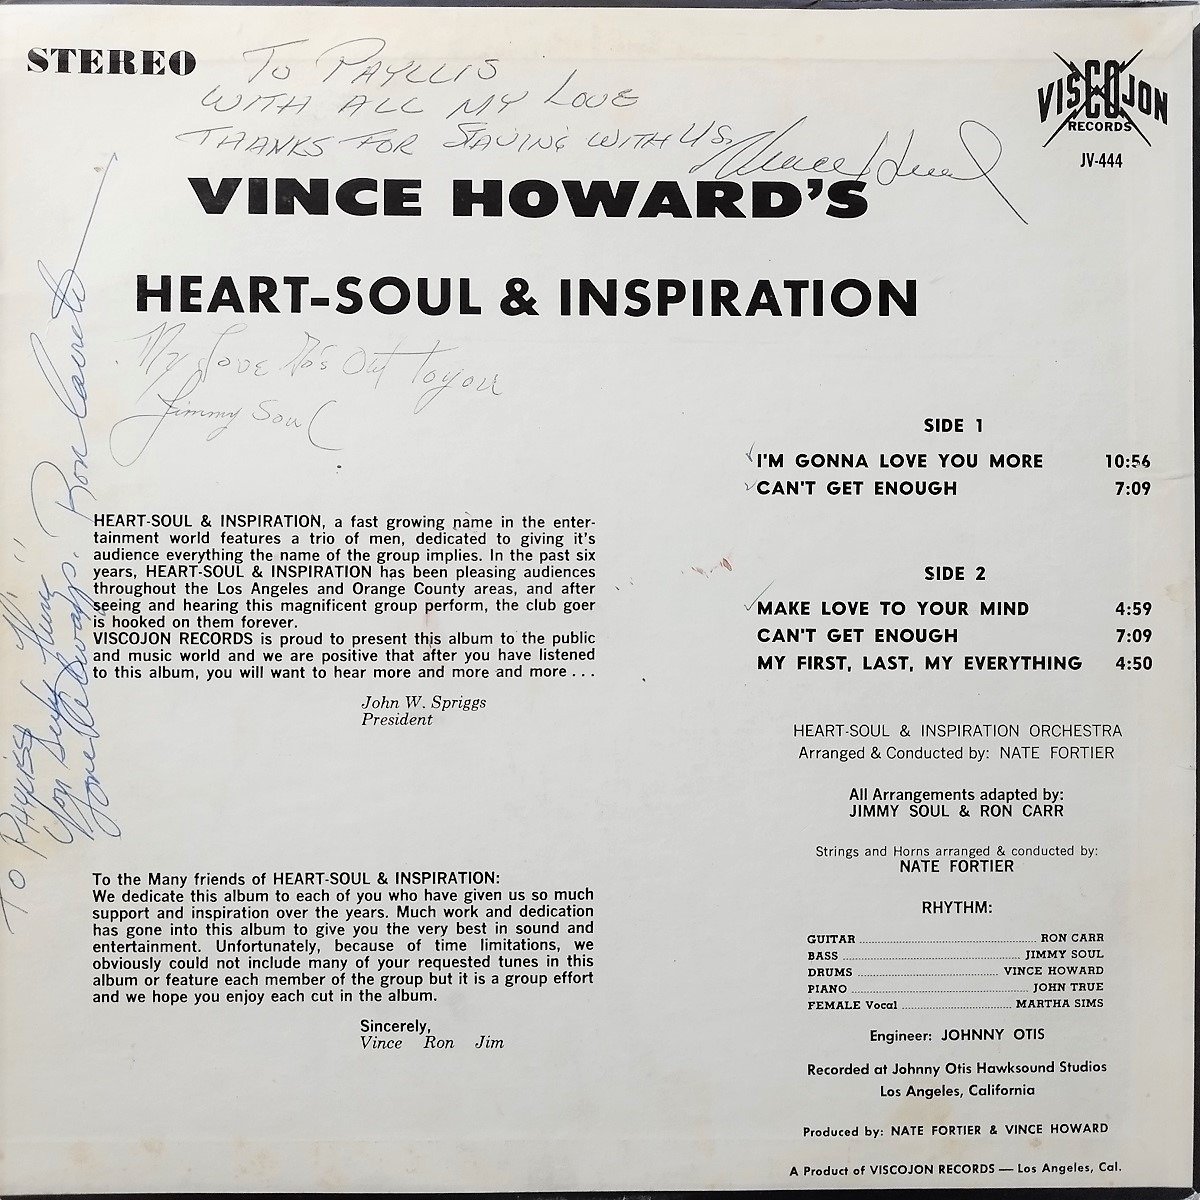 STEREO
To PHYLLIS
WITH ALL MY LOVE
THANKS FOR STAYING WITH US.
Vince Howard
VISCOJON
RECORDS
JV-444
VINCE HOWARD'S
HEART-SOUL & INSPIRATION
My Love Go's Out To you
Jimmy Soul
TO PHYLISS
You
Love Always. Ron
SIDE 1
I'M GONNA LOVE YOU MORE 10:56
CAN'T GET ENOUGH 7:09
SIDE 2
MAKE LOVE TO YOUR MIND 4:59
CAN'T GET ENOUGH 7:09
MY FIRST, LAST, MY EVERYTHING 4:50
HEART-SOUL & INSPIRATION, a fast growing name in the enter-
tainment world features a trio of men, dedicated to giving it's
audience everything the name of the group implies. In the past six
years, HEART-SOUL & INSPIRATION has been pleasing audiences
throughout the Los Angeles and Orange County areas, and after
seeing and hearing this magnificent group perform, the club goer
is hooked on them forever.
VISCOJON RECORDS is proud to present this album to the public
and music world and we are positive that after you have listened
to this album, you will want to hear more and more and more . . .
John W. Spriggs
President
To the Many friends of HEART-SOUL & INSPIRATION:
We dedicate this album to each of you who have given us so much
support and inspiration over the years. Much work and dedication
has gone into this album to give you the very best in sound and
entertainment. Unfortunately, because of time limitations, we
obviously could not include many of your requested tunes in this
album or feature each member of the group but it is a group effort
and we hope you enjoy each cut in the album.
Sincerely,
Vince Ron Jim
HEART-SOUL & INSPIRATION ORCHESTRA
Arranged & Conducted by: NATE FORTIER
All Arrangements adapted by:
JIMMY SOUL & RON CARR
Strings and Horns arranged & conducted by:
NATE FORTIER
RHYTHM:
GUITAR RON CARR
BASS JIMMY SOUL
DRUMS VINCE HOWARD
PIANO JOHN TRUE
FEMALE Vocal MARTHA SIMS
Engineer: JOHNNY OTIS
Recorded at Johnny Otis Hawksound Studios
Los Angeles, California
Produced by: NATE FORTIER & VINCE HOWARD
A Product of VISCOJON RECORDS — Los Angeles, Cal.